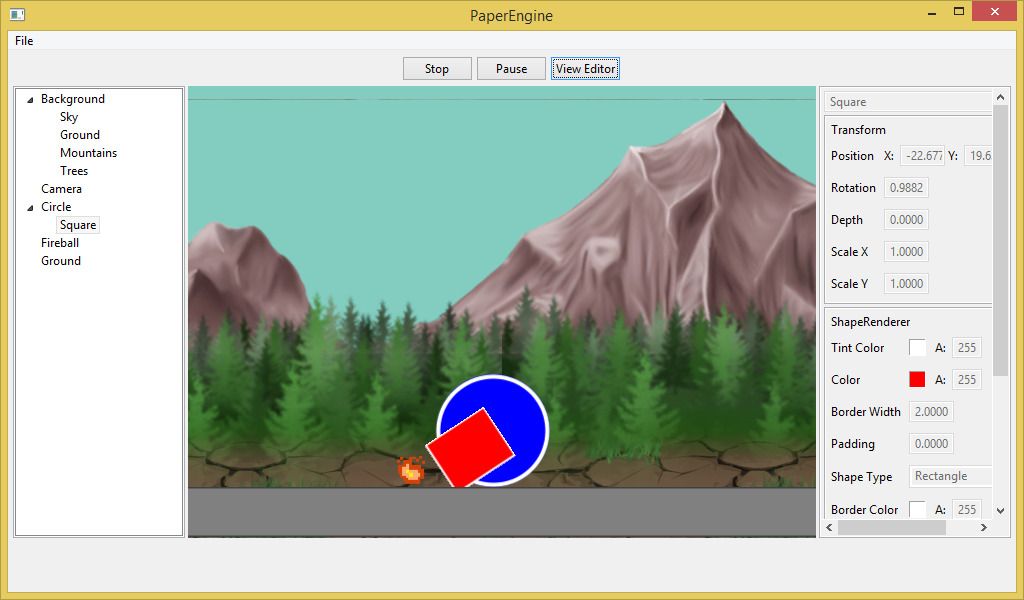 PaperEngine
File
Stop Pause View Editor
Background
Sky
Ground
Mountains
Trees
Camera
Circle
Square
Fireball
Ground
Square
Transform
Position X: -22.677 Y: 19.6
Rotation 0.9882
Depth 0.0000
Scale X 1.0000
Scale Y 1.0000
ShapeRenderer
Tint Color A: 255
Color A: 255
Border Width 2.0000
Padding 0.0000
Shape Type Rectangle
Border Color A: 255